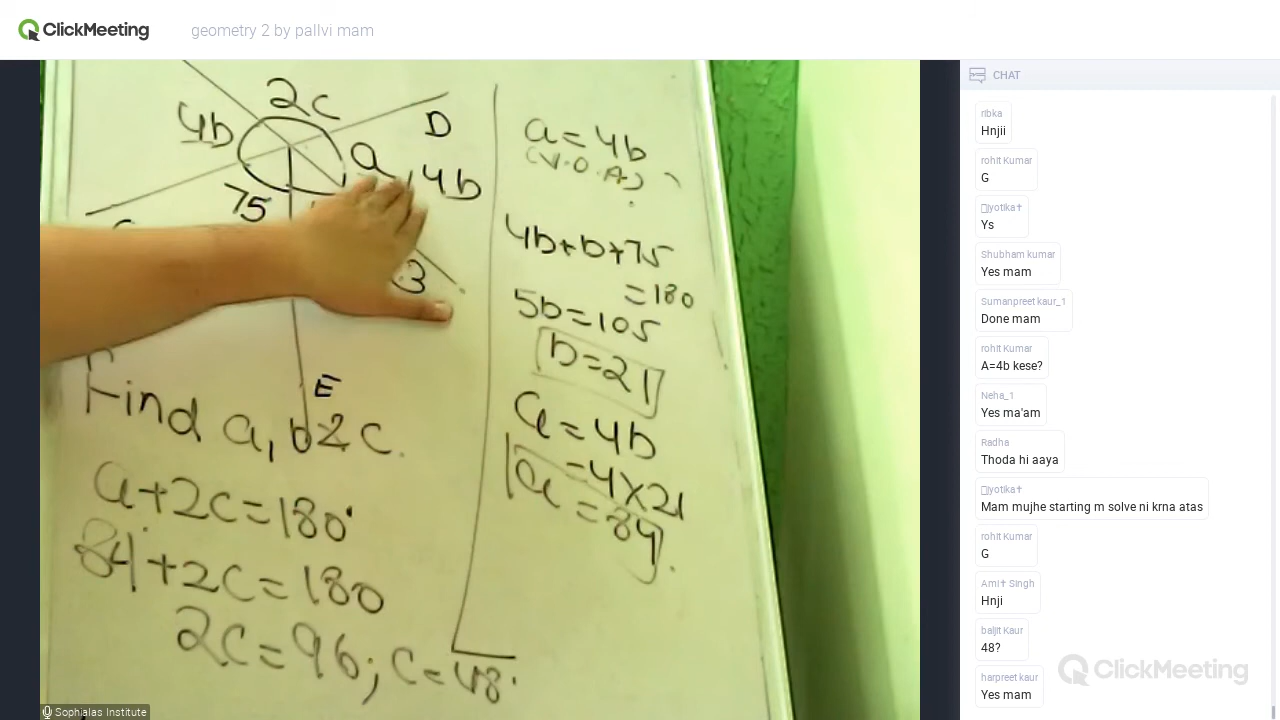 ClickMeeting
geometry 2 by pallvi mam
2c
4b
D
a
4b
75
3
E
Find a, b & c.
a+2c=180°
84+2c=180
2c=96; c=48.
a=4b
(V.O.A)
4b+b+75
=180
5b=105
b=21
a=4b
=4×21
a=84
Sophialas Institute
CHAT
ribka
Hnjii
rohit Kumar
G
jyotika✝
Ys
Shubham kumar
Yes mam
Sumanpreet kaur_1
Done mam
rohit Kumar
A=4b kese?
Neha_1
Yes ma'am
Radha
Thoda hi aaya
jyotika✝
Mam mujhe starting m solve ni krna atas
rohit Kumar
G
Ami✝ Singh
Hnji
baljit Kaur
48?
harpreet kaur
Yes mam
ClickMeeting